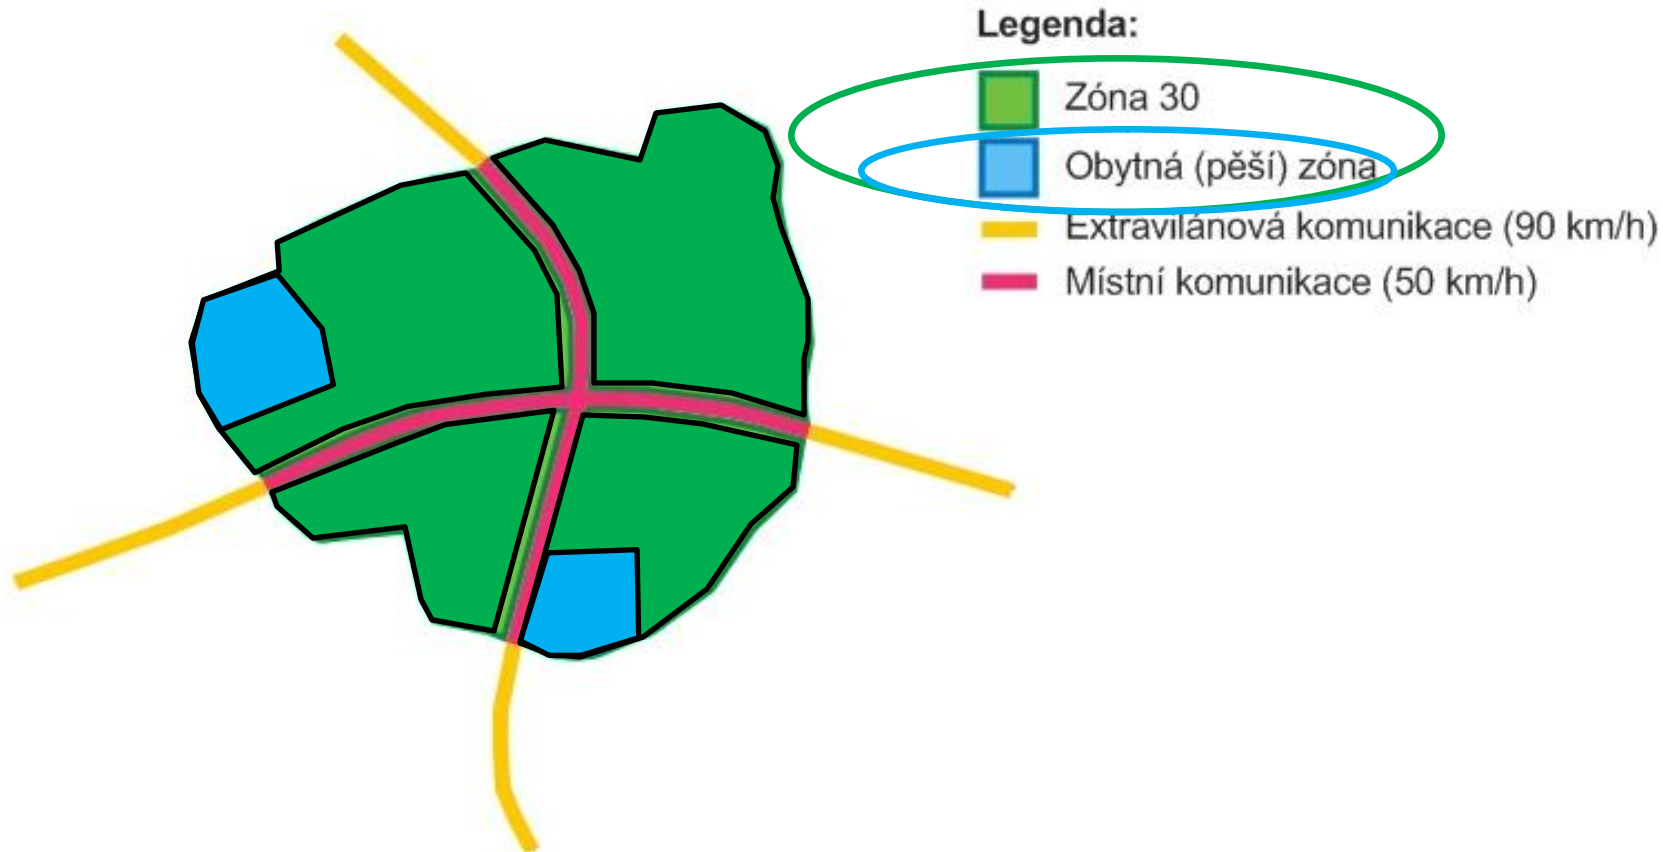 Legenda:
Zóna 30
Obytná (pěší) zóna
Extravilánová komunikace (90 km/h)
Místní komunikace (50 km/h)